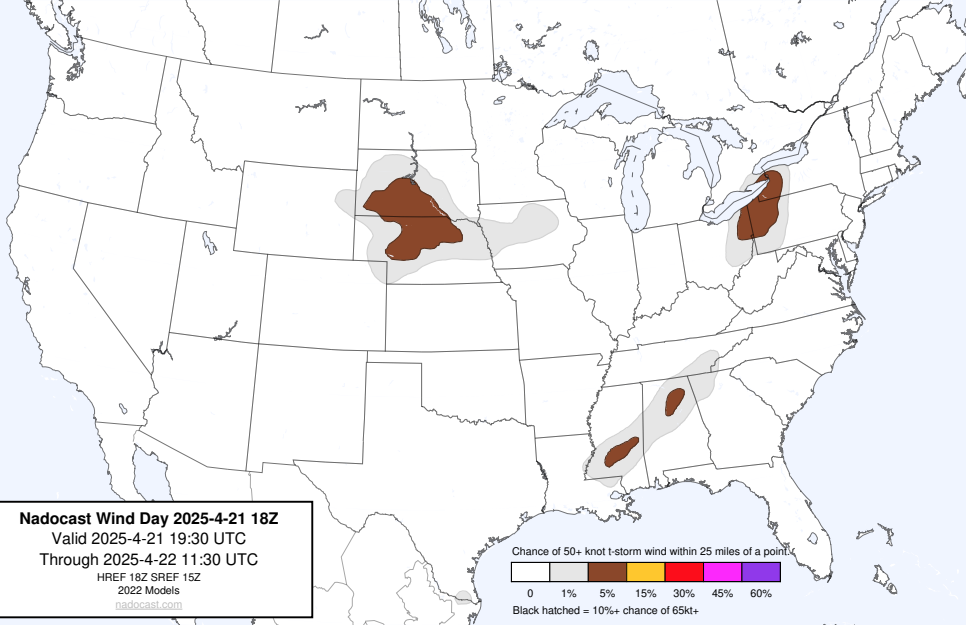 Nadocast Wind Day 2025-4-21 18Z
Valid 2025-4-21 19:30 UTC
Through 2025-4-22 11:30 UTC
HREF 18Z SREF 15Z
2022 Models
nadocast.com
Chance of 50+ knot t-storm wind within 25 miles of a point.
0 1% 5% 15% 30% 45% 60%
Black hatched = 10%+ chance of 65kt+